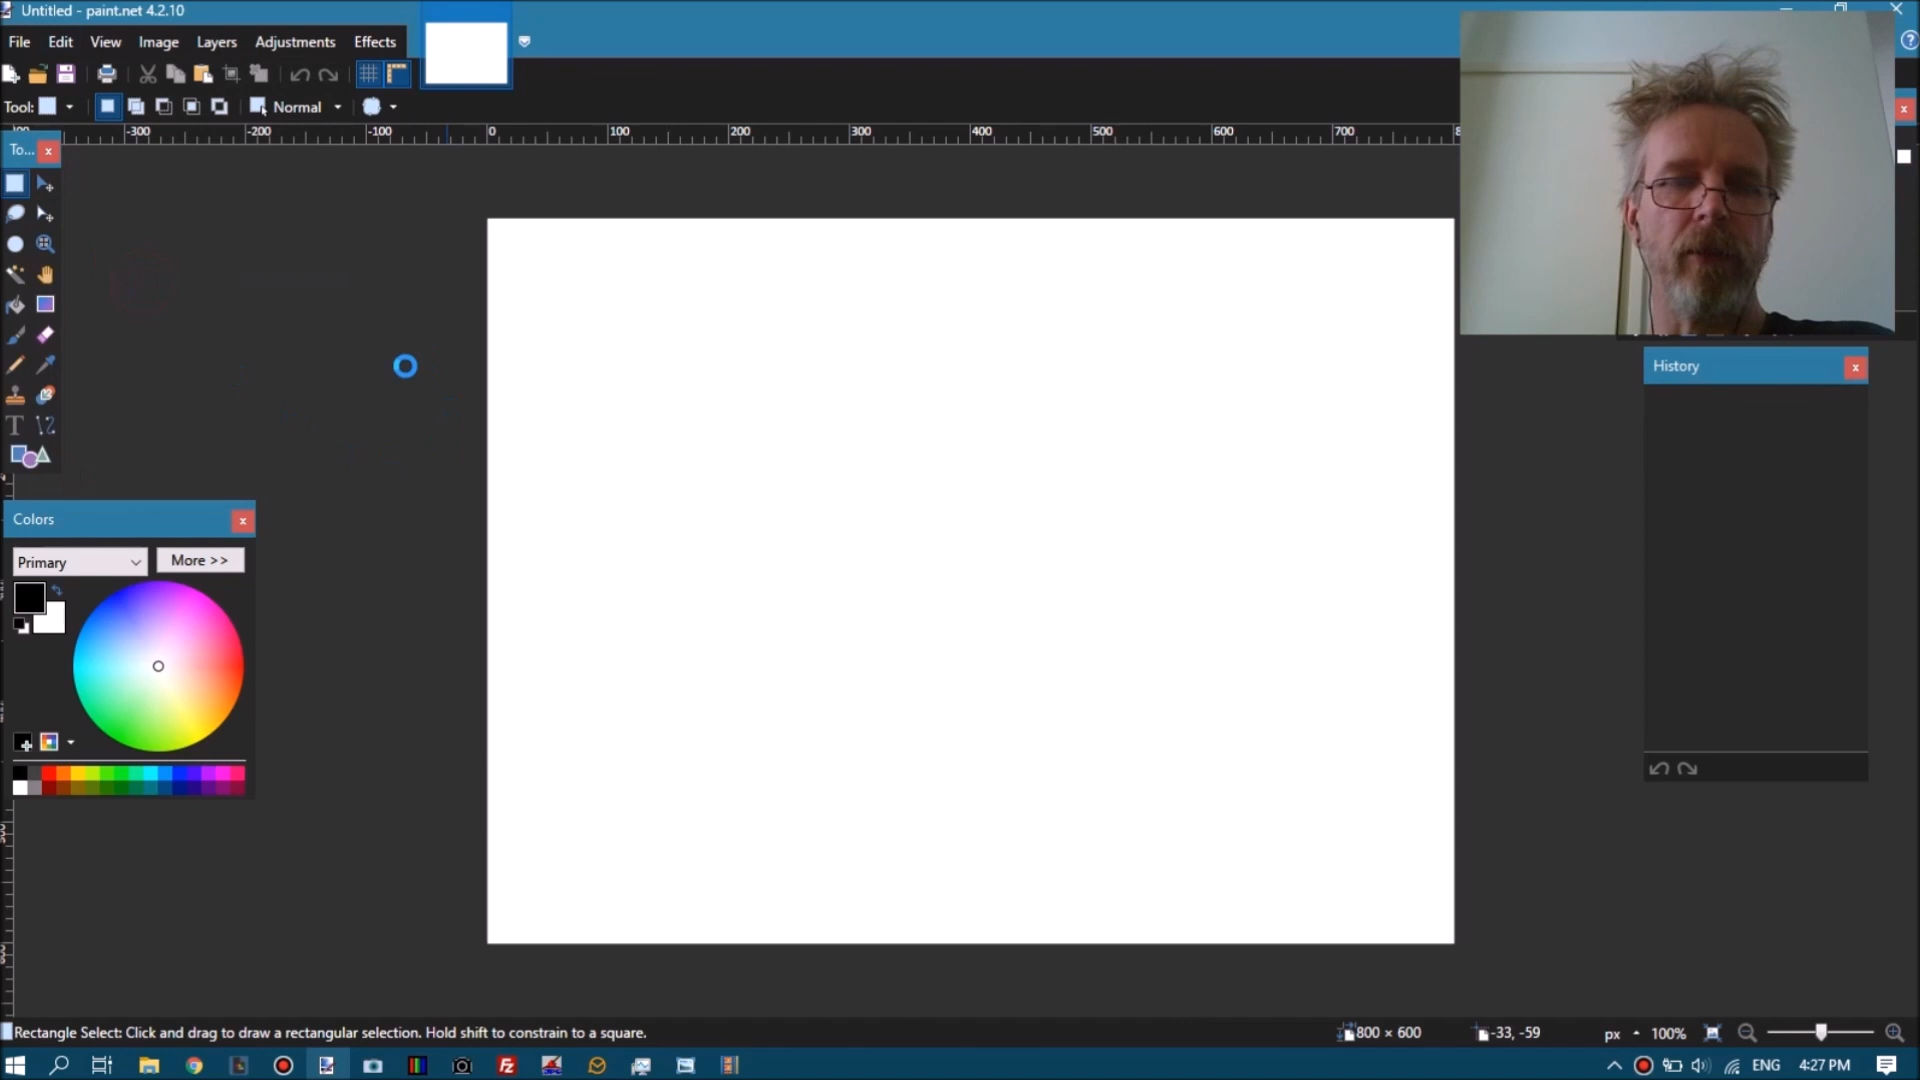 Untitled - paint.net 4.2.10
File Edit View Image Layers Adjustments Effects
Tool: Normal
-300 -200 -100 0 100 200 300 400 500 600 700
To...
History
Colors
Primary More >>
Rectangle Select: Click and drag to draw a rectangular selection. Hold shift to constrain to a square.
800 × 600 -33, -59 px 100%
Fz ENG 4:27 PM